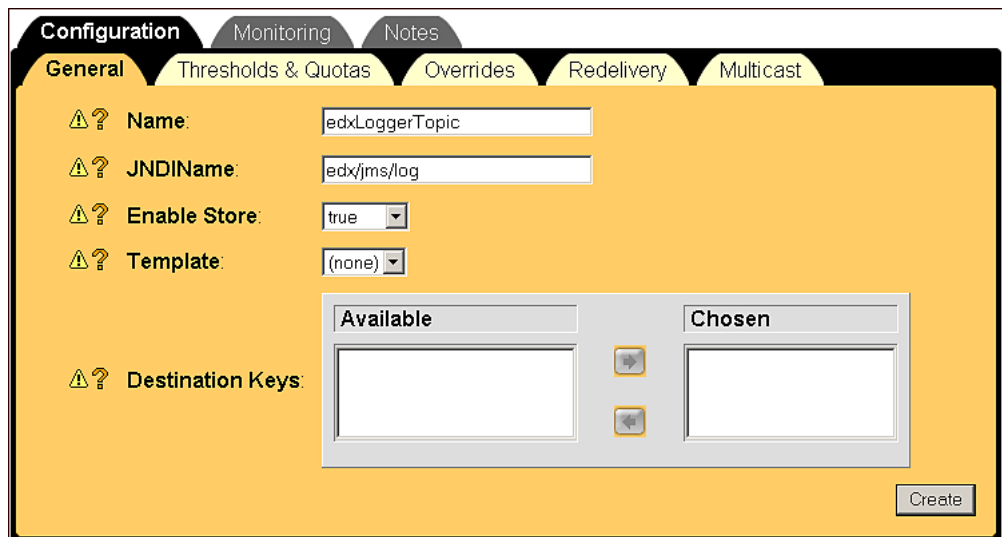 Configuration Monitoring Notes
General Thresholds & Quotas Overrides Redelivery Multicast
Name: edxLoggerTopic
JNDIName: edx/jms/log
Enable Store: true
Template: (none)
Available Chosen
Destination Keys:
Create